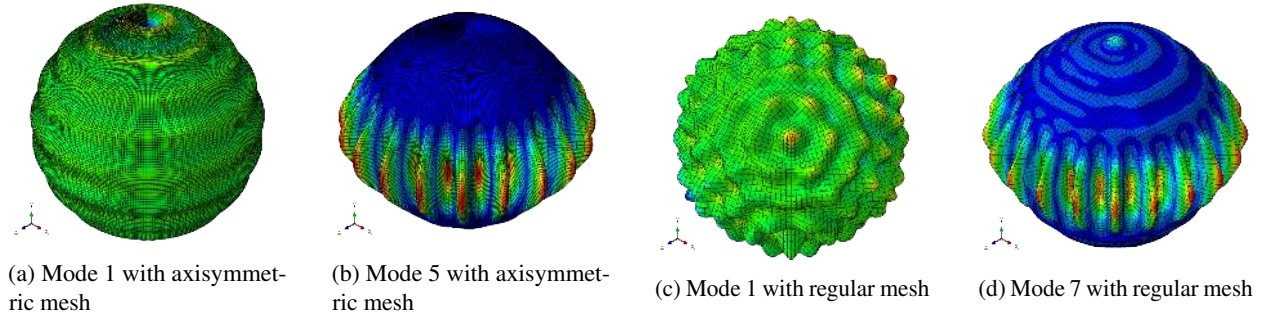 (a) Mode 1 with axisymmet-
ric mesh
(b) Mode 5 with axisymmet-
ric mesh
(c) Mode 1 with regular mesh
(d) Mode 7 with regular mesh